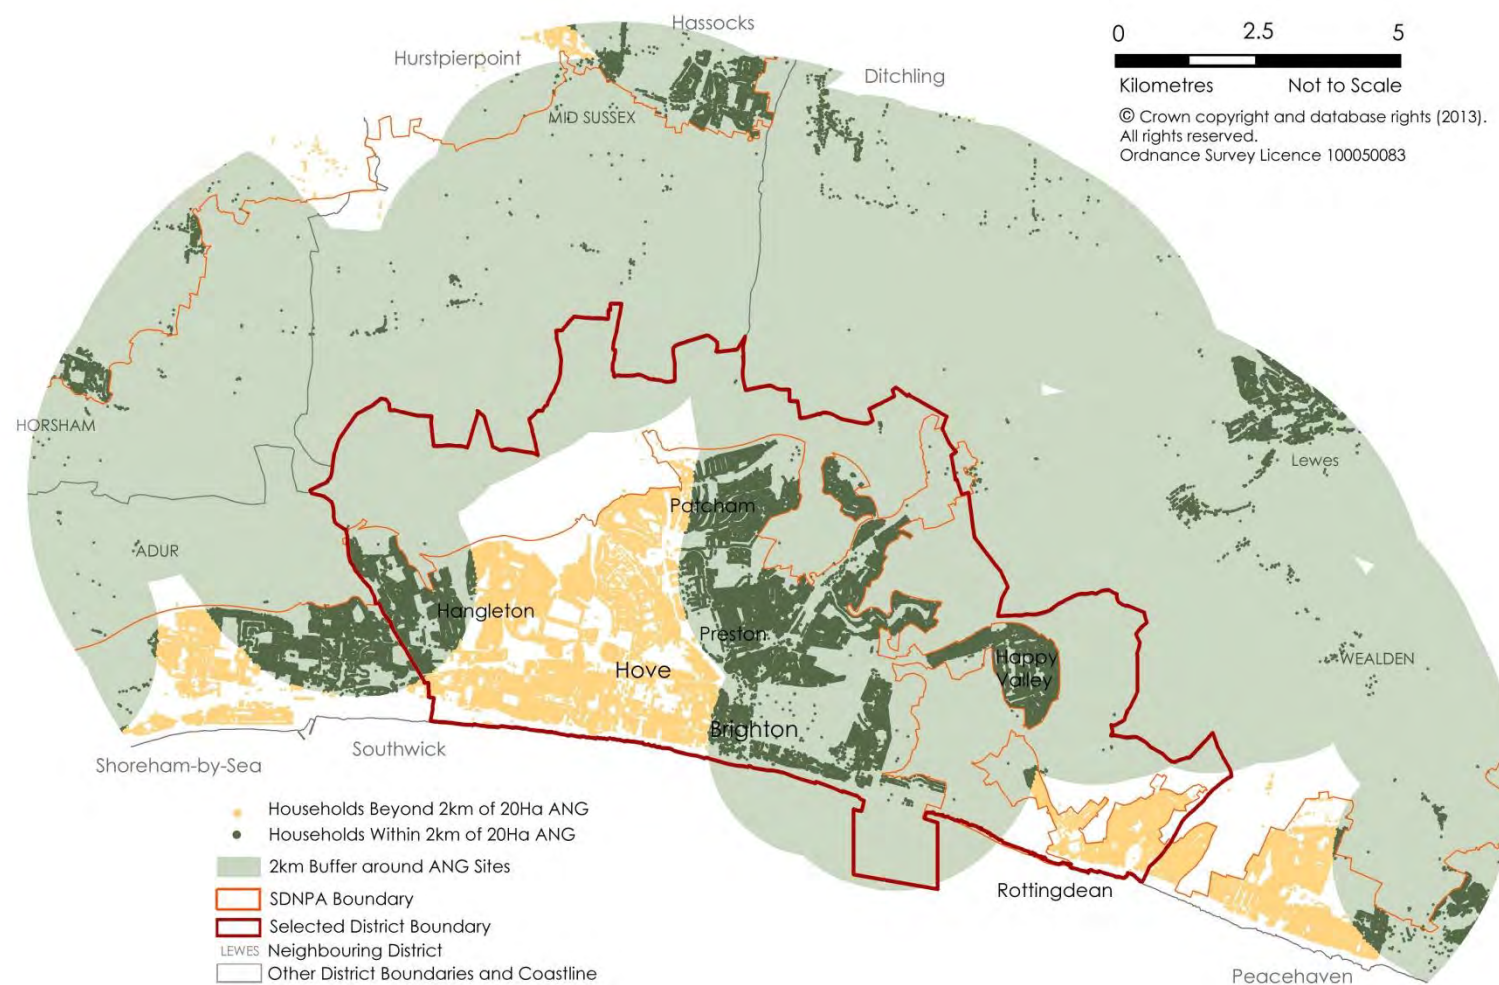 Hassocks
Hurstpierpoint
Ditchling
MID SUSSEX
0 2.5 5
Kilometres Not to Scale
© Crown copyright and database rights (2013).
All rights reserved.
Ordnance Survey Licence 100050083
HORSHAM
Lewes
Patcham
ADUR
Hangleton
Preston
Hove
Happy
Valley
WEALDEN
Brighton
Southwick
Shoreham-by-Sea
Rottingdean
Peacehaven
Households Beyond 2km of 20Ha ANG
Households Within 2km of 20Ha ANG
2km Buffer around ANG Sites
SDNPA Boundary
Selected District Boundary
LEWES Neighbouring District
Other District Boundaries and Coastline